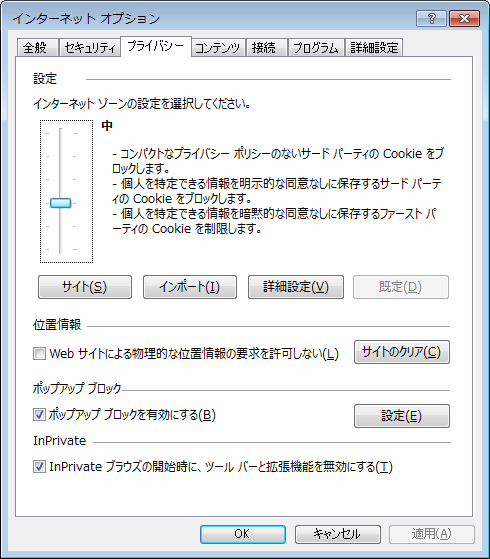 インターネット オプション
全般 セキュリティ プライバシー コンテンツ 接続 プログラム 詳細設定
設定
インターネット ゾーンの設定を選択してください。
中
- コンパクトなプライバシー ポリシーのないサード パーティの Cookie をブ
ロックします。
- 個人を特定できる情報を明示的な同意なしに保存するサード パーテ
ィの Cookie をブロックします。
- 個人を特定できる情報を暗黙的な同意なしに保存するファースト パ
ーティの Cookie を制限します。
サイト(S) インポート(I) 詳細設定(V) 既定(D)
位置情報
Web サイトによる物理的な位置情報の要求を許可しない(L) サイトのクリア(C)
ポップアップ ブロック
ポップアップ ブロックを有効にする(B) 設定(E)
InPrivate
InPrivate ブラウズの開始時に、ツール バーと拡張機能を無効にする(T)
OK キャンセル 適用(A)